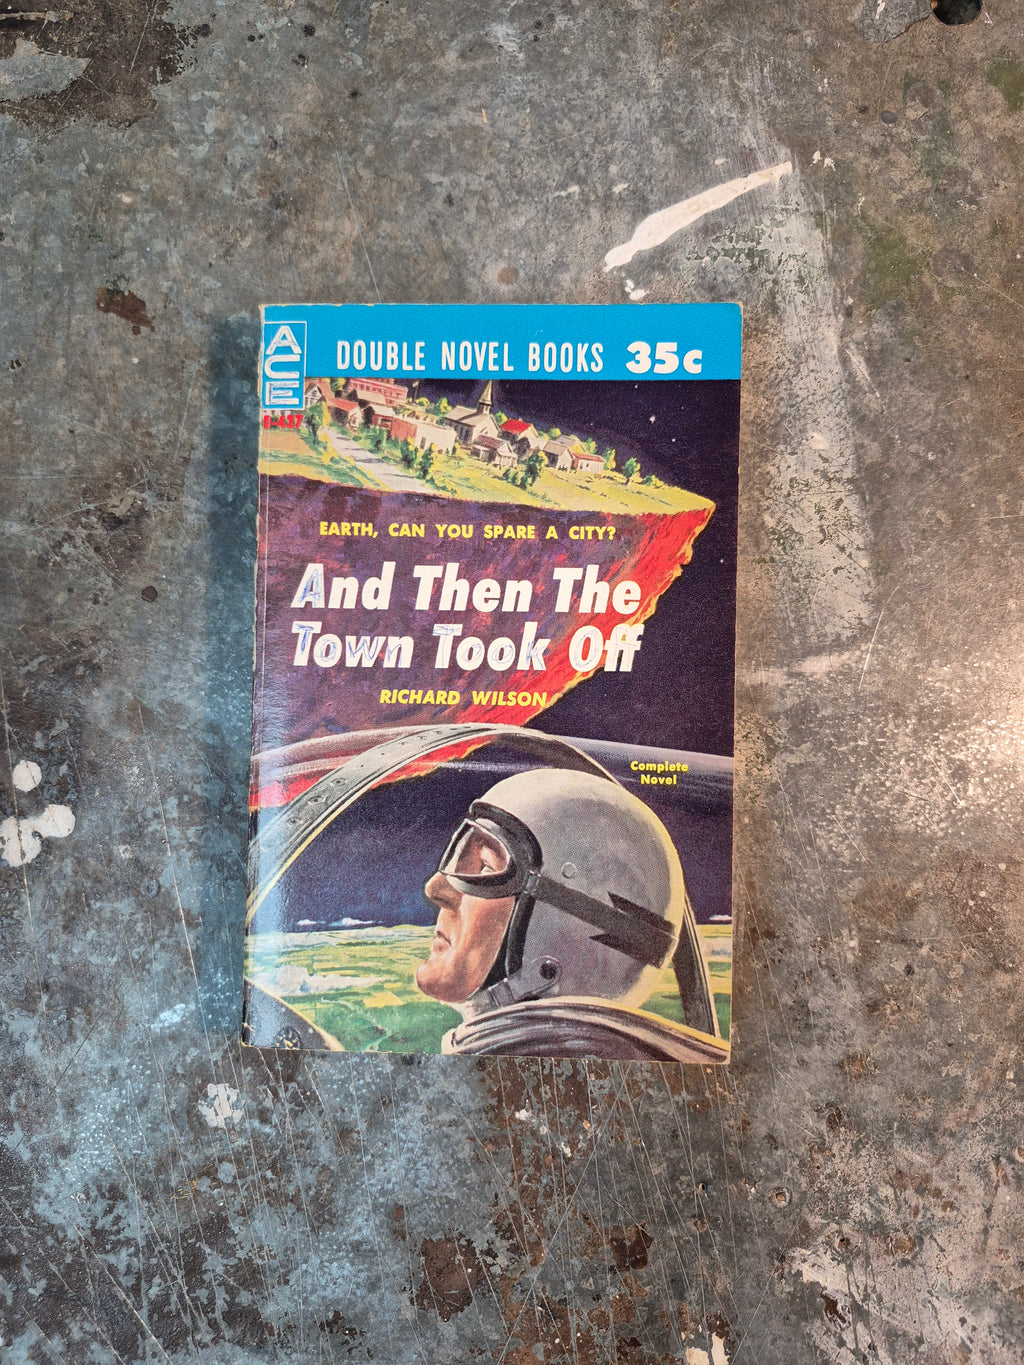 ACE
DOUBLE NOVEL BOOKS 35c
D-437
EARTH, CAN YOU SPARE A CITY?
And Then The
Town Took Off
RICHARD WILSON
Complete
Novel